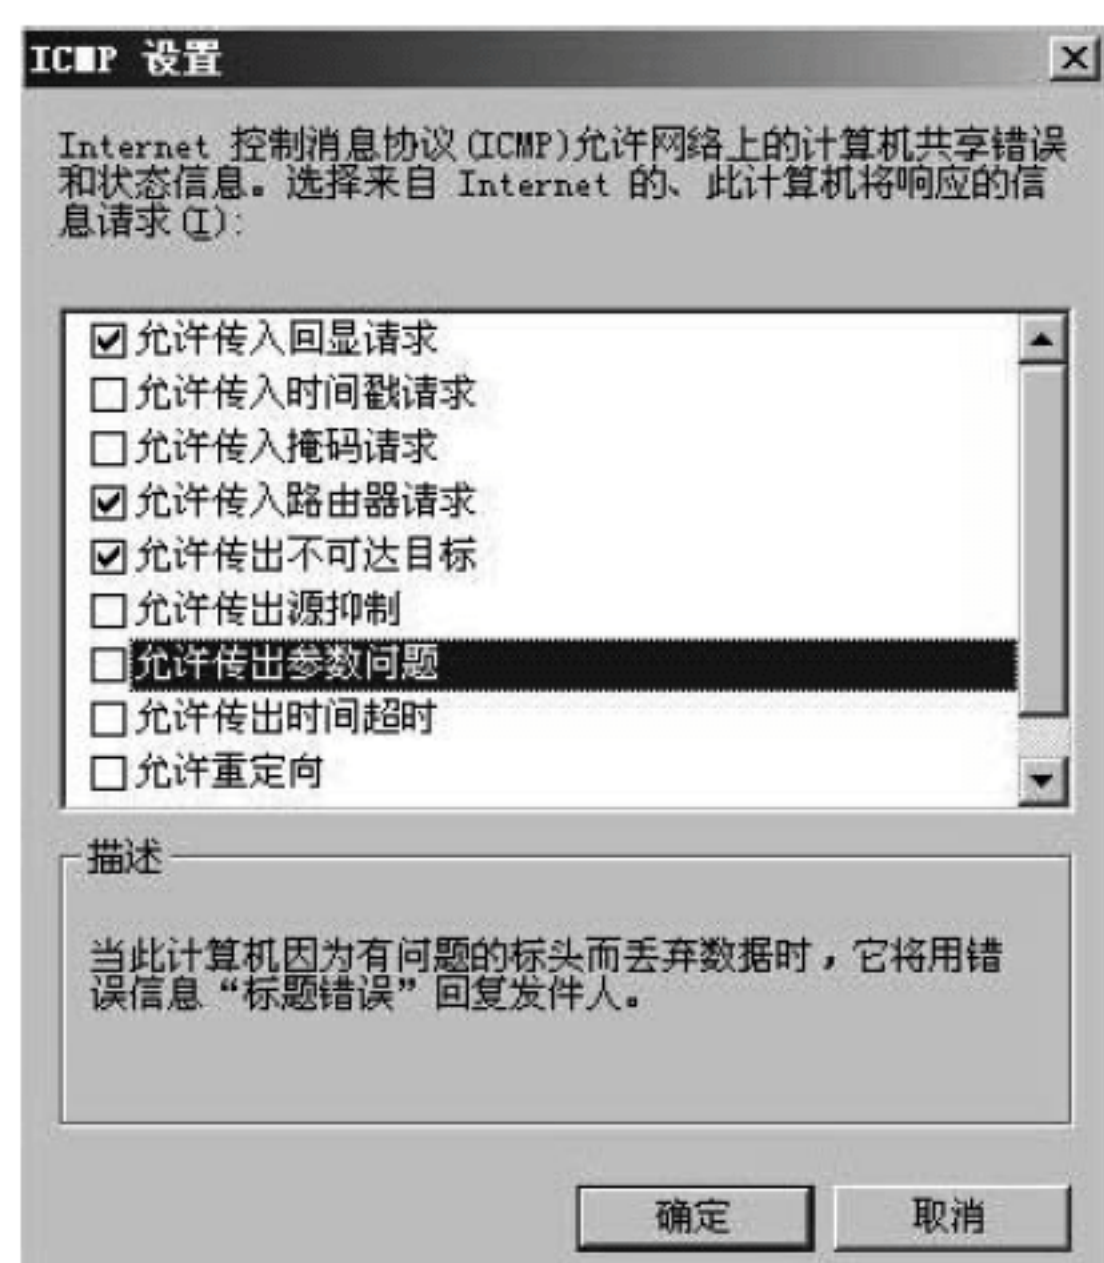 ICMP 设置
Internet 控制消息协议(ICMP)允许网络上的计算机共享错误
和状态信息。选择来自 Internet 的、此计算机将响应的信
息请求(I):
允许传入回显请求
允许传入时间戳请求
允许传入掩码请求
允许传入路由器请求
允许传出不可达目标
允许传出源抑制
允许传出参数问题
允许传出时间超时
允许重定向
描述
当此计算机因为有问题的标头而丢弃数据时，它将用错
误信息“标题错误”回复发件人。
确定
取消